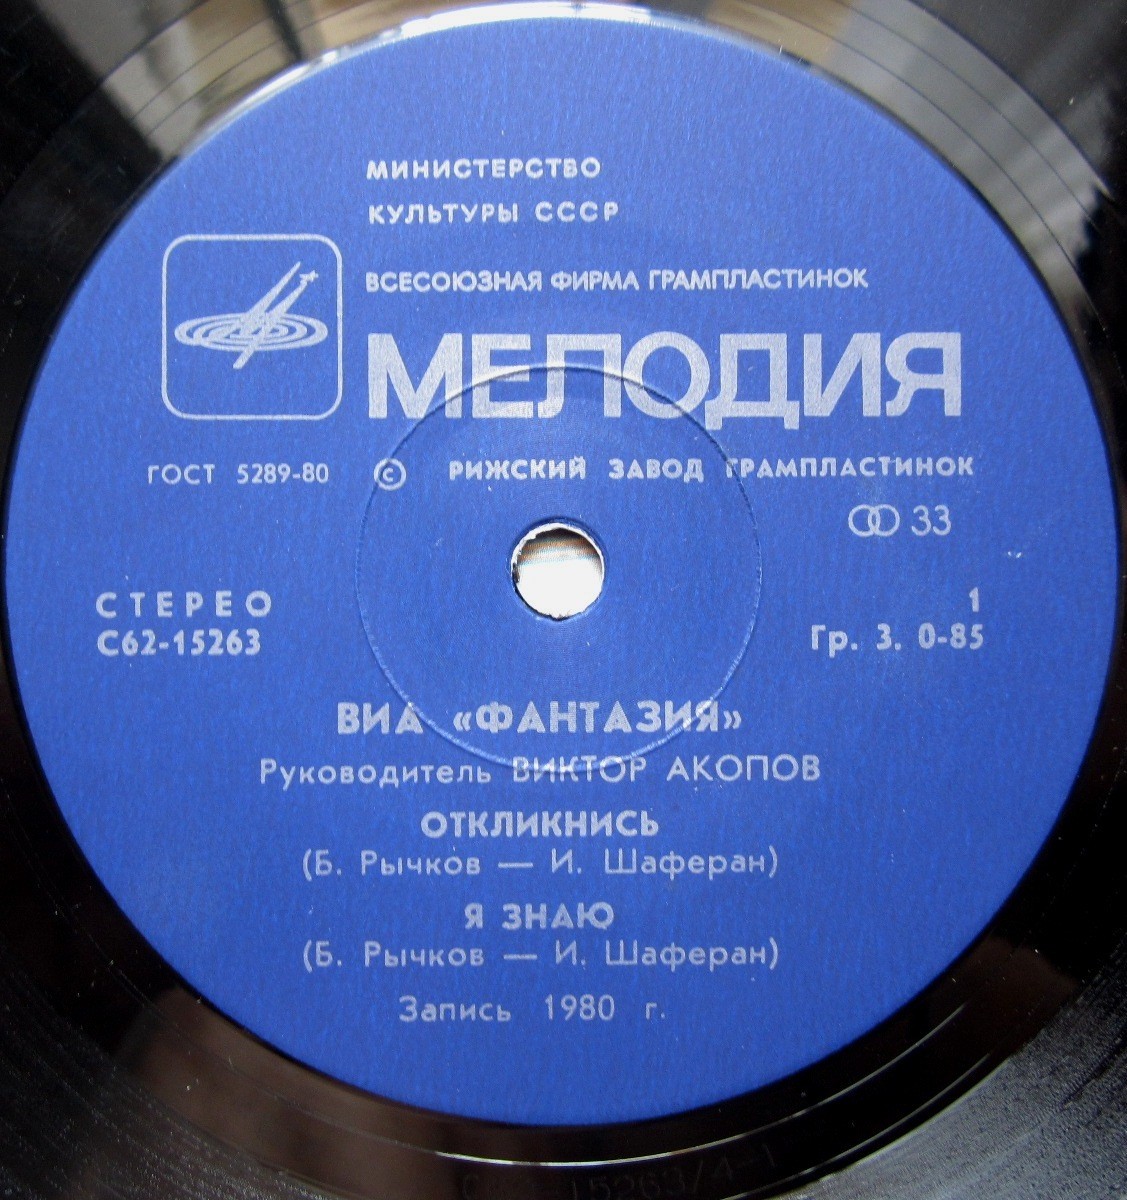 МИНИСТЕРСТВО
КУЛЬТУРЫ СССР
ВСЕСОЮЗНАЯ ФИРМА ГРАМПЛАСТИНОК
МЕЛОДИЯ
ГОСТ 5289-80 © РИЖСКИЙ ЗАВОД ГРАМПЛАСТИНОК
33
СТЕРЕО 1
С62-15263 Гр. 3. 0-85
ВИА «ФАНТАЗИЯ»
Руководитель ВИКТОР АКОПОВ
ОТКЛИКНИСЬ
(Б. Рычков — И. Шаферан)
Я ЗНАЮ
(Б. Рычков — И. Шаферан)
Запись 1980 г.